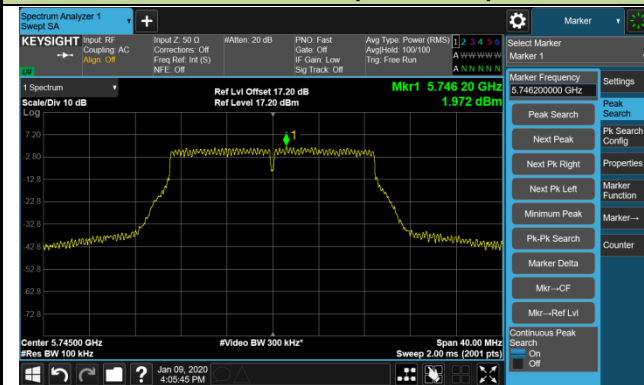 Spectrum Analyzer 1
Swept SA
+
Marker
KEYSIGHT
Input: RF
Coupling: AC
Align: Off
Input Z: 50 Ω
Corrections: Off
Freq Ref: Int (S)
NFE: Off
#Atten: 20 dB
PNO: Fast
Gate: Off
IF Gain: Low
Sig Track: Off
Avg Type: Power (RMS)
Avg|Hold: 100/100
Trig: Free Run
1 2 3 4 5 6
A W W W W W
A N N N N N
LXI
Select Marker
Marker 1
1 Spectrum
Scale/Div 10 dB
Log
Ref Lvl Offset 17.20 dB
Ref Level 17.20 dBm
Mkr1 5.746 20 GHz
1.972 dBm
1
7.20
-2.80
-12.8
-22.8
-32.8
-42.8
-52.8
-62.8
-72.8
Center 5.74500 GHz
#Res BW 100 kHz
#Video BW 300 kHz*
Span 40.00 MHz
Sweep 2.00 ms (2001 pts)
Marker Frequency
5.746200000 GHz
Peak Search
Next Peak
Next Pk Right
Next Pk Left
Minimum Peak
Pk-Pk Search
Marker Delta
Mkr→CF
Mkr→Ref Lvl
Continuous Peak
Search
On
Off
Settings
Peak
Search
Pk Search
Config
Properties
Marker
Function
Marker→
Counter
?
Jan 09, 2020
4:05:45 PM